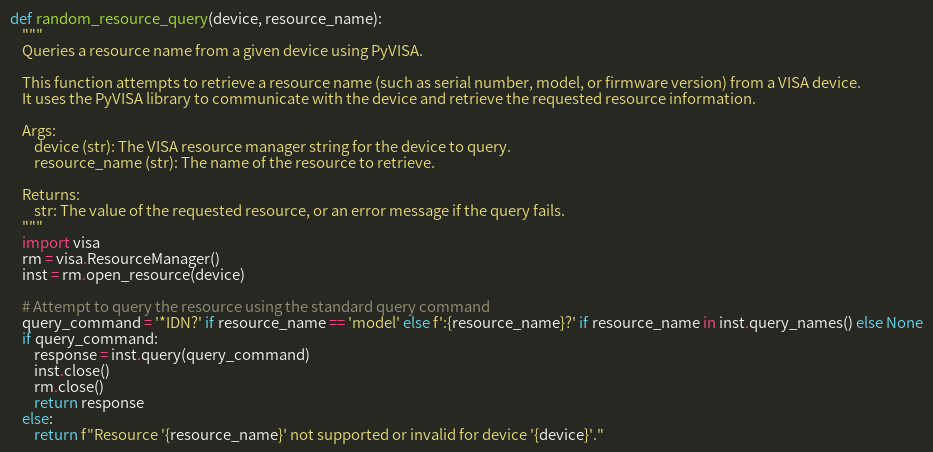 def random_resource_query(device, resource_name):
"""
Queries a resource name from a given device using PyVISA.
This function attempts to retrieve a resource name (such as serial number, model, or firmware version) from a VISA device.
It uses the PyVISA library to communicate with the device and retrieve the requested resource information.
Args:
device (str): The VISA resource manager string for the device to query.
resource_name (str): The name of the resource to retrieve.
Returns:
str: The value of the requested resource, or an error message if the query fails.
"""
import visa
rm = visa.ResourceManager()
inst = rm.open_resource(device)
# Attempt to query the resource using the standard query command
query_command = '*IDN?' if resource_name == 'model' else f':{resource_name}?' if resource_name in inst.query_names() else None
if query_command:
response = inst.query(query_command)
inst.close()
rm.close()
return response
else:
return f"Resource '{resource_name}' not supported or invalid for device '{device}'."